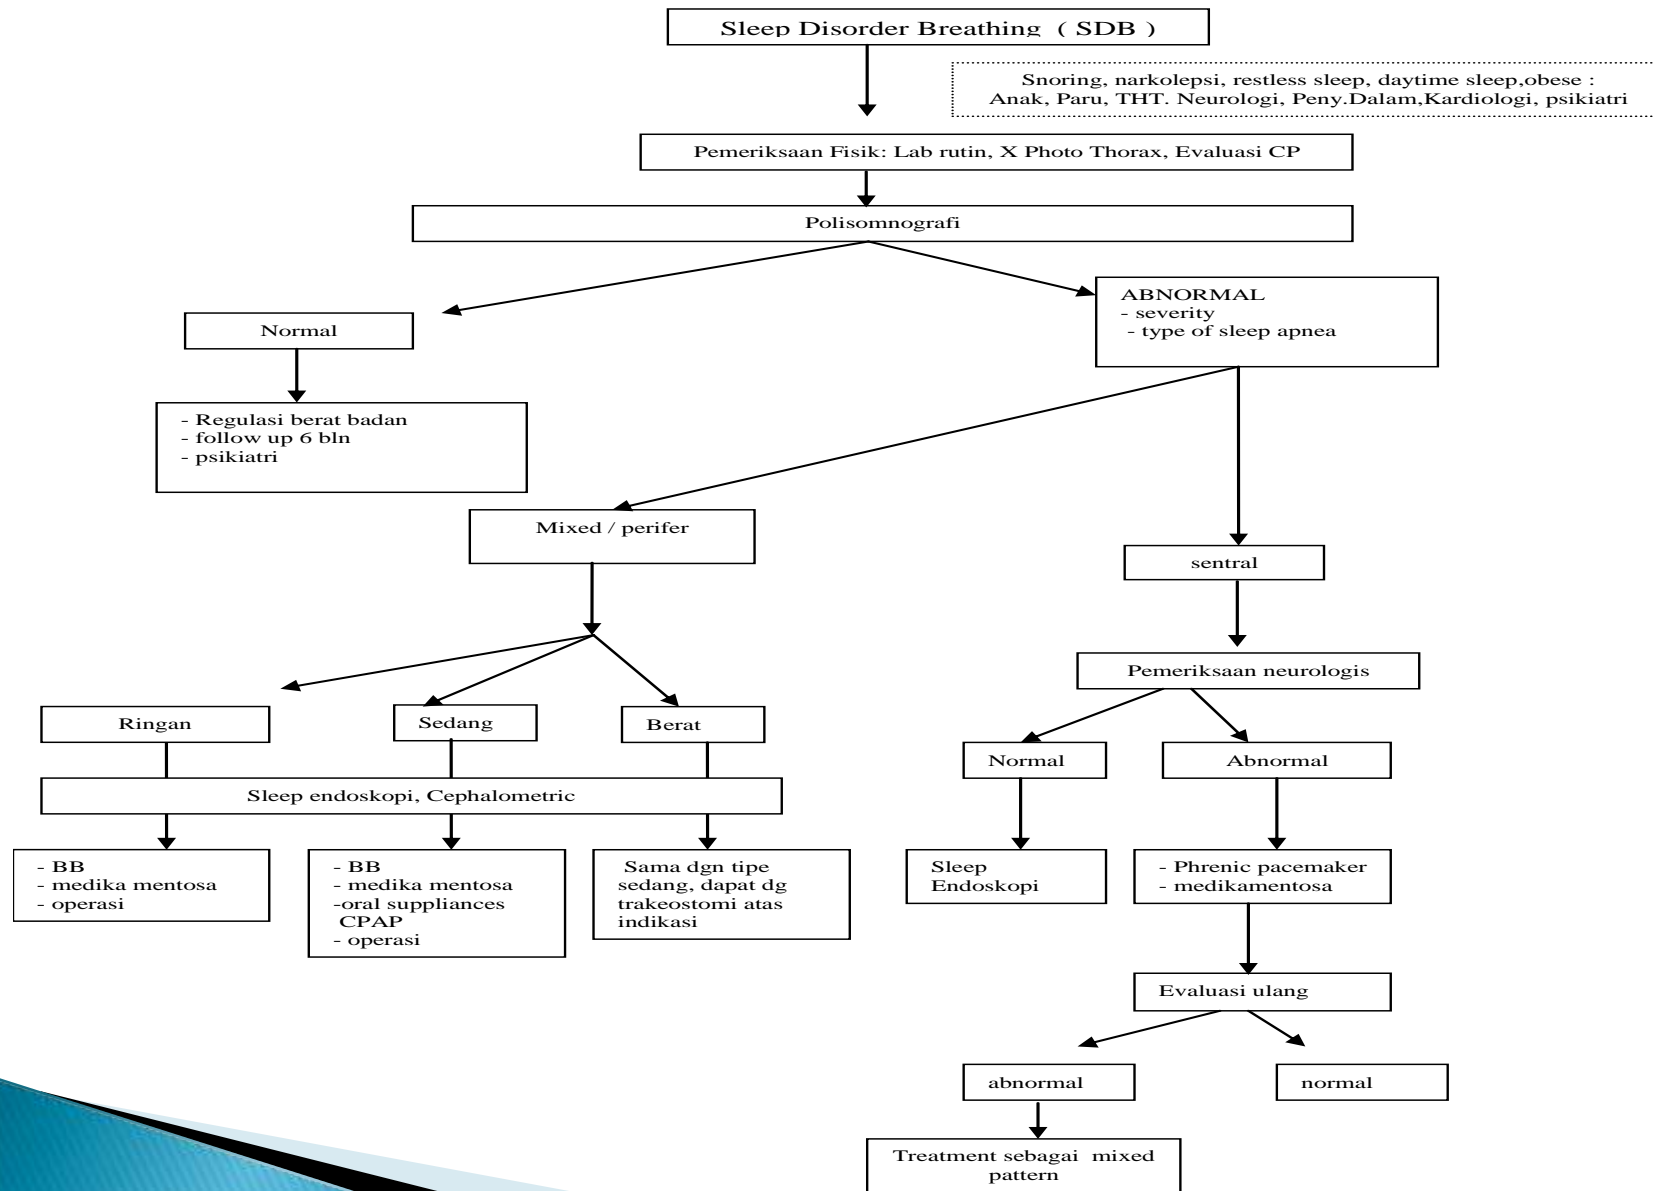 Sleep Disorder Breathing ( SDB )
Snoring, narkolepsi, restless sleep, daytime sleep,obese :
Anak, Paru, THT. Neurologi, Peny.Dalam,Kardiologi, psikiatri
Pemeriksaan Fisik: Lab rutin, X Photo Thorax, Evaluasi CP
Polisomnografi
Normal
ABNORMAL
- severity
- type of sleep apnea
- Regulasi berat badan
- follow up 6 bln
- psikiatri
Mixed / perifer
sentral
Pemeriksaan neurologis
Ringan
Sedang
Berat
Normal
Abnormal
Sleep endoskopi, Cephalometric
- BB
- medika mentosa
- operasi
- BB
- medika mentosa
-oral suppliances
CPAP
- operasi
Sama dgn tipe
sedang, dapat dg
trakeostomi atas
indikasi
Sleep
Endoskopi
- Phrenic pacemaker
- medikamentosa
Evaluasi ulang
abnormal
normal
Treatment sebagai mixed
pattern